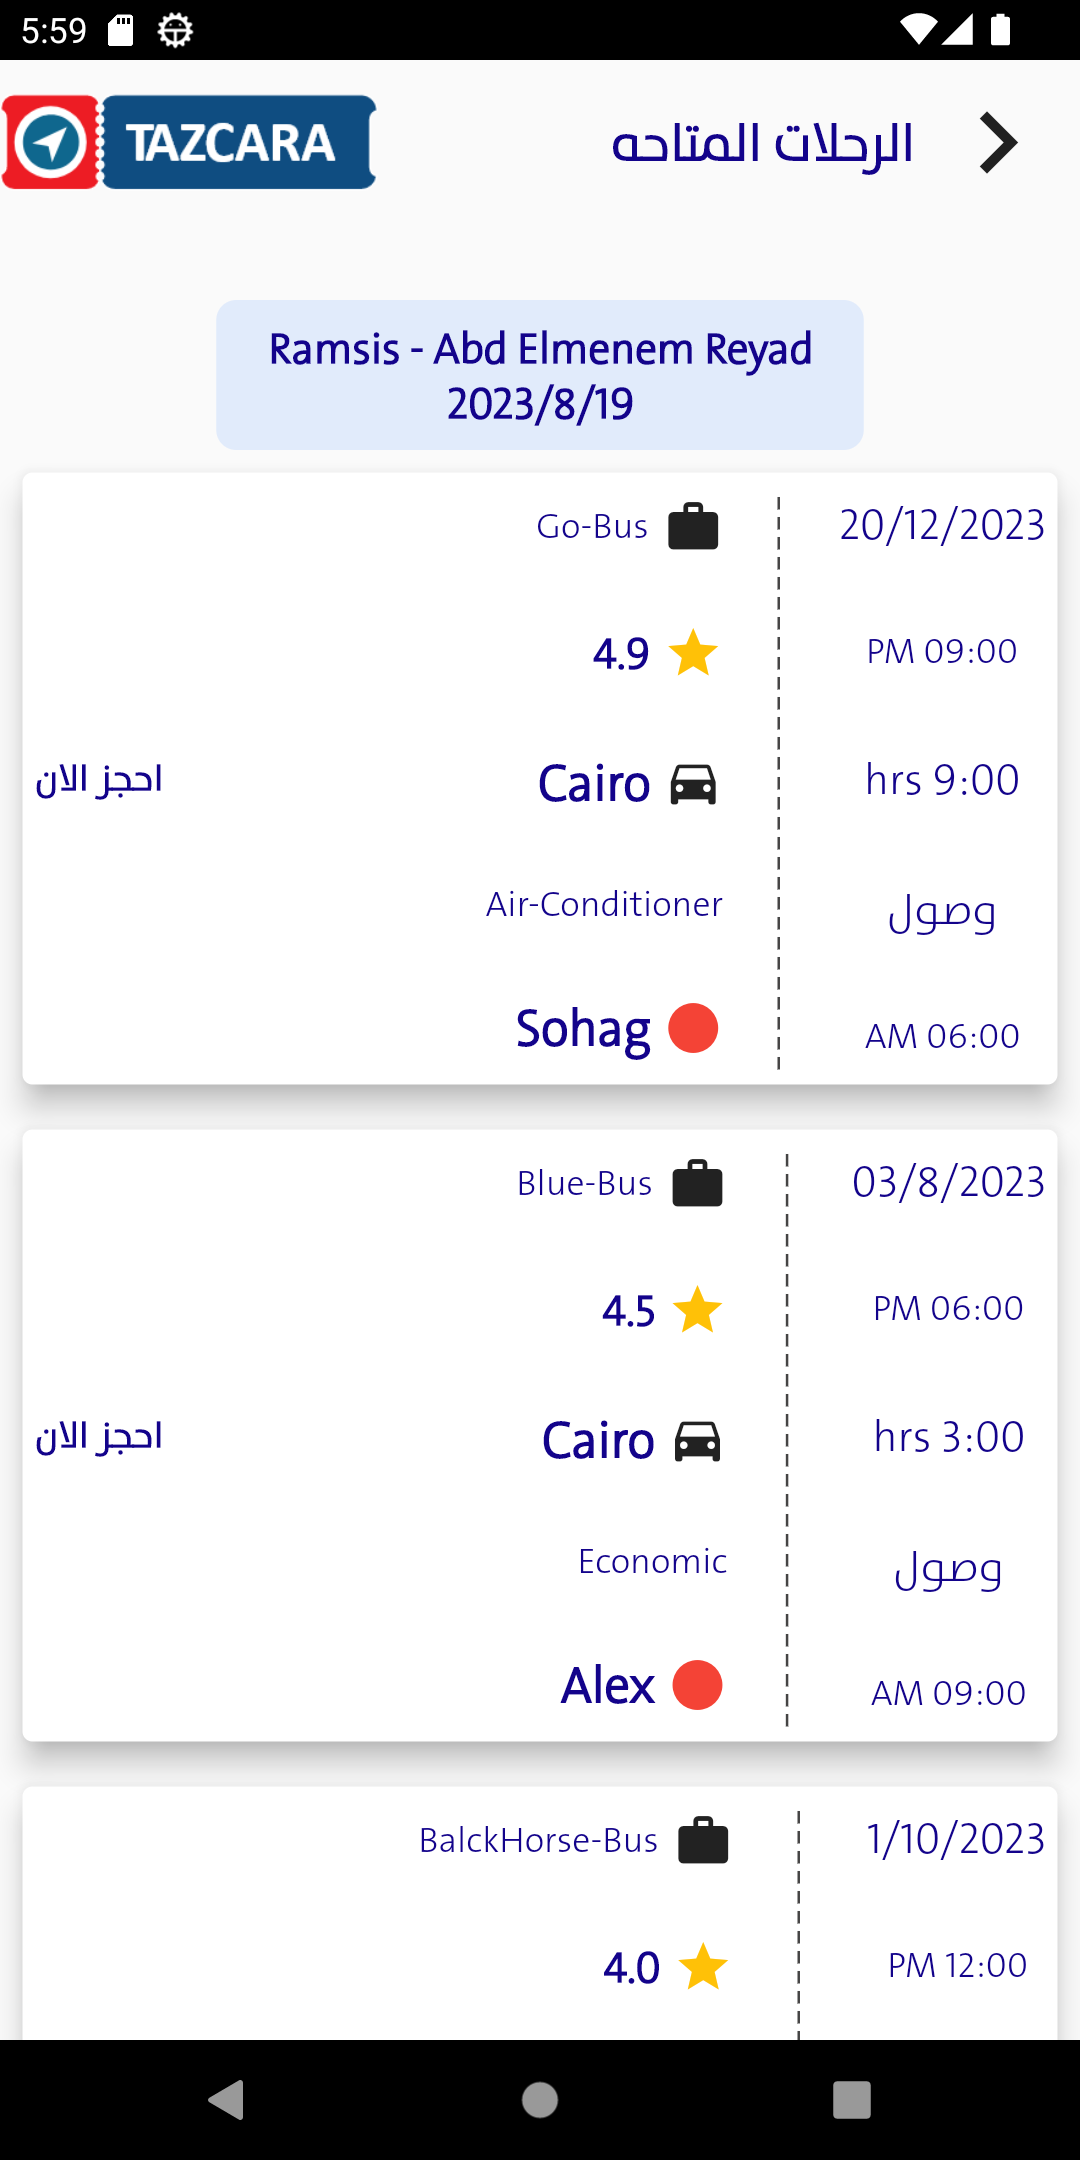 5:59
الرحلات المتاحه
TAZCARA
Ramsis - Abd Elmenem Reyad
2023/8/19
20/12/2023
PM 09:00
hrs 9:00
وصول
AM 06:00
Go-Bus
4.9
Cairo
Air-Conditioner
Sohag
احجز الان
03/8/2023
PM 06:00
hrs 3:00
وصول
AM 09:00
Blue-Bus
4.5
Cairo
Economic
Alex
احجز الان
1/10/2023
PM 12:00
BalckHorse-Bus
4.0